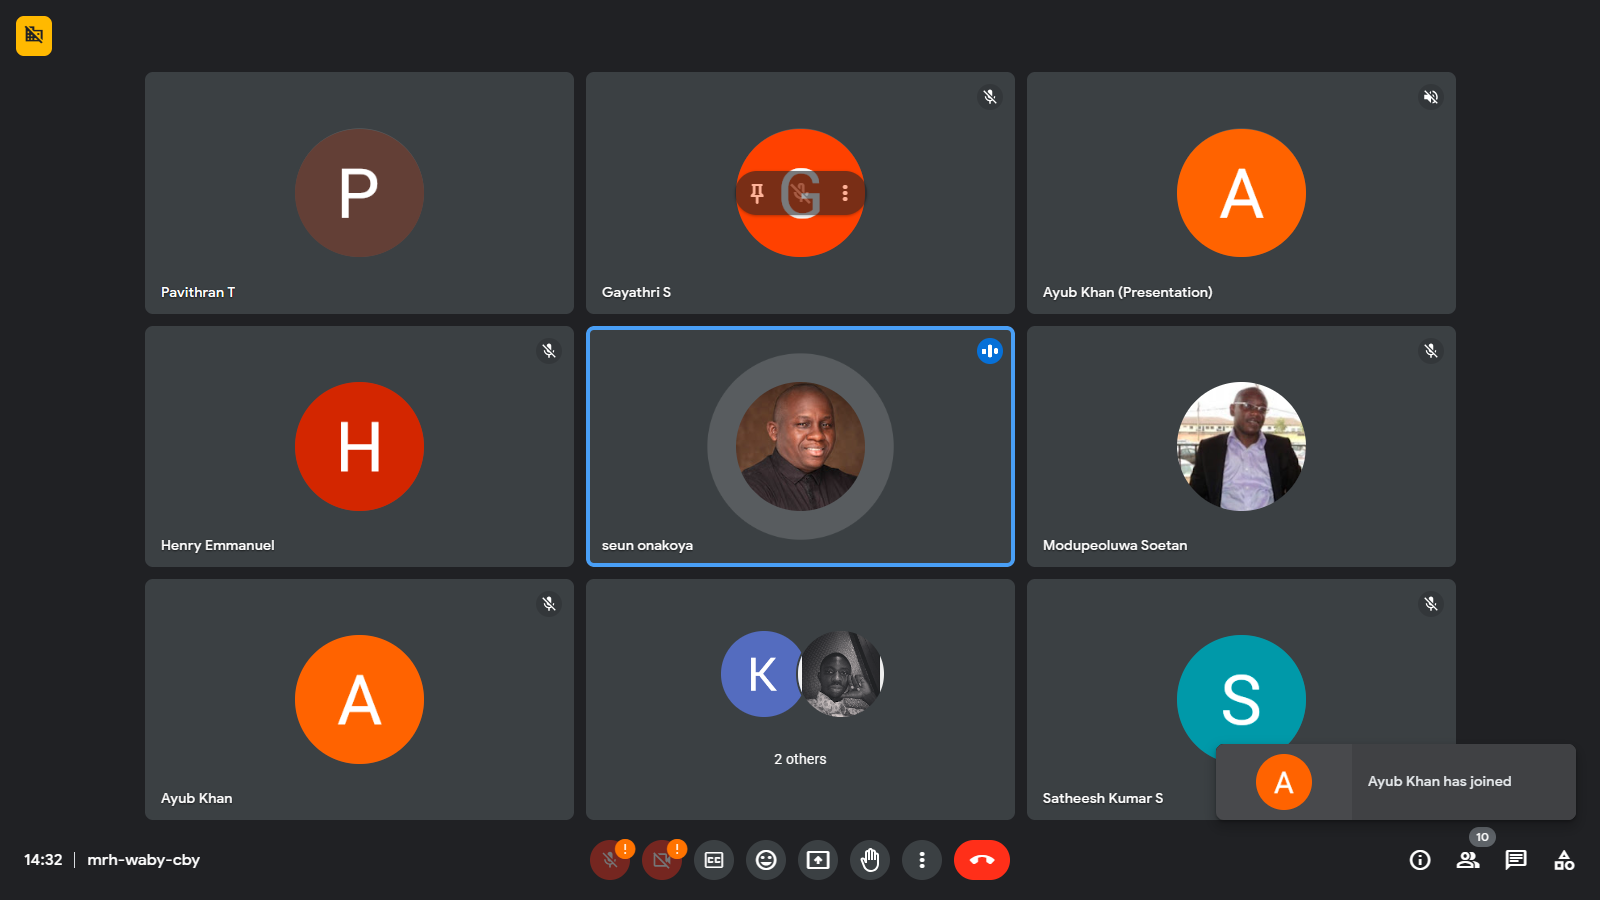 P
Pavithran T
G
Gayathri S
A
Ayub Khan (Presentation)
H
Henry Emmanuel
seun onakoya
Modupeoluwa Soetan
A
Ayub Khan
K
2 others
S
Satheesh Kumar S
A
Ayub Khan has joined
14:32 | mrh-waby-cby
!
!
CC
10